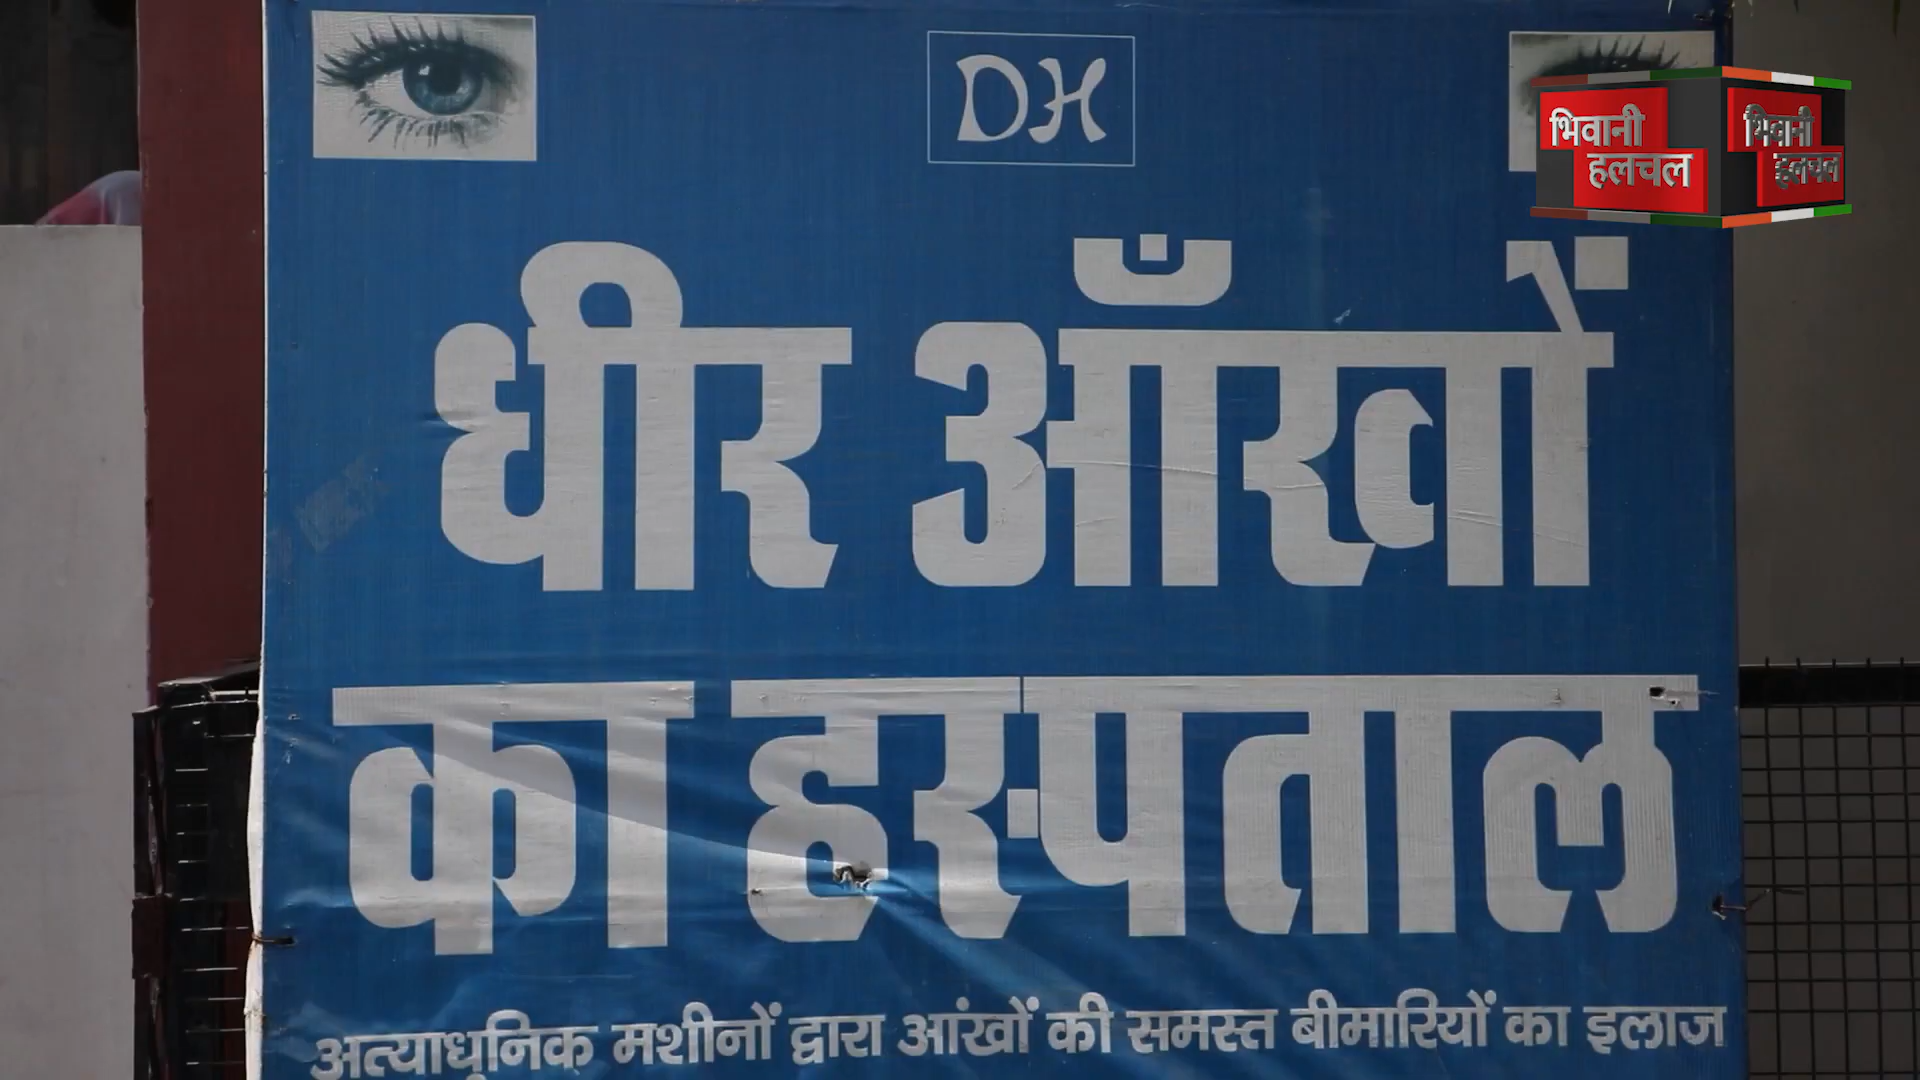 DH
भिवानी
हलचल
भिवानी
हलचल
धीर आँखों
का हस्पताल
अत्याधुनिक मशीनों द्वारा आंखों की समस्त बीमारियों का इलाज